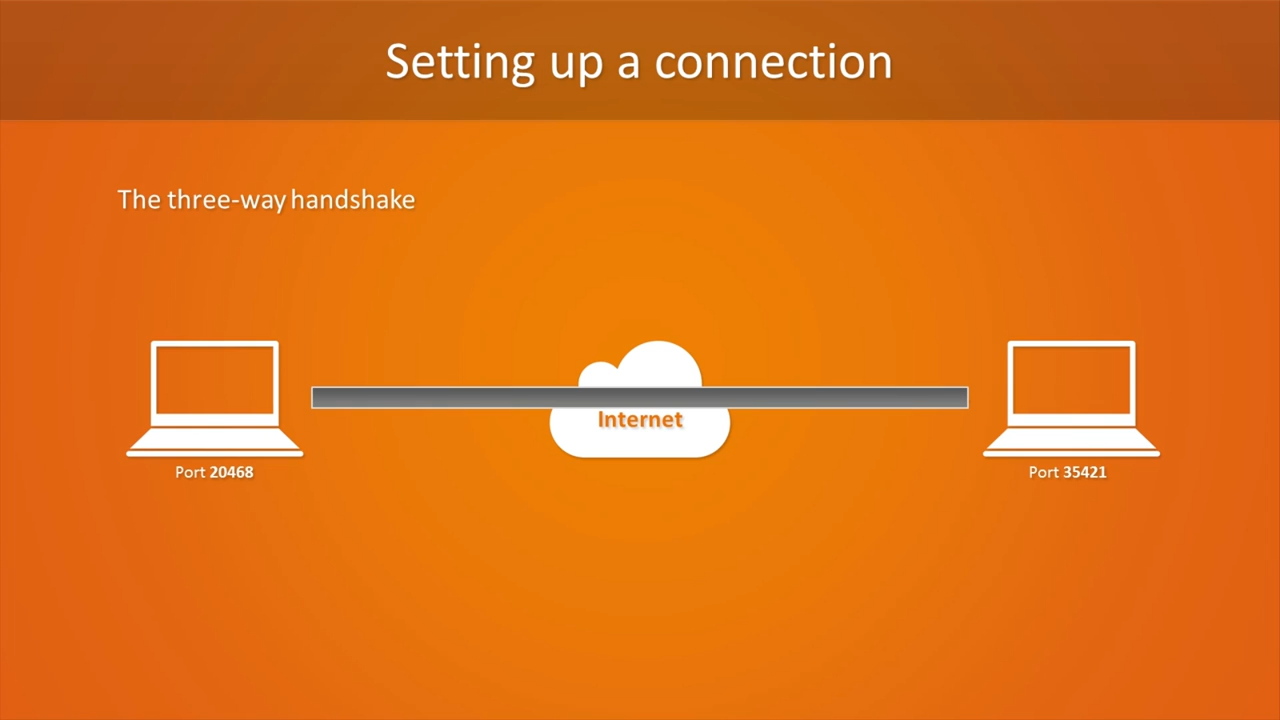 Setting up a connection
The three-way handshake
Internet
Port 20468
Port 35421